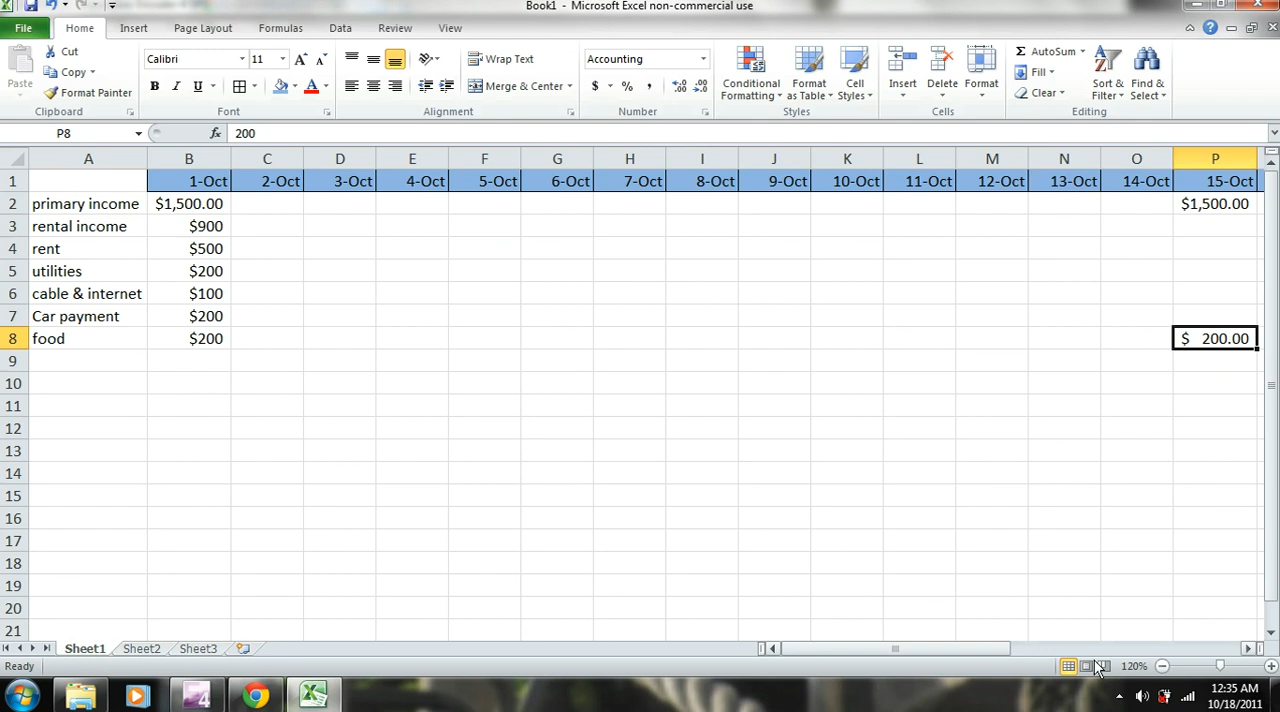 Book1 - Microsoft Excel non-commercial use
File Home Insert Page Layout Formulas Data Review View
Paste
Cut
Copy
Format Painter
Clipboard
Calibri 11 A A
B I U A
Font
Wrap Text
Merge & Center
Alignment
Accounting
$ % , .0 .00 .00 .0
Number
Conditional Formatting
Format as Table
Cell Styles
Styles
Insert Delete Format
Cells
Σ AutoSum
Fill
Clear
Sort & Filter
Find & Select
Editing
P8 fx 200
A B C D E F G H I J K L M N O P
1 1-Oct 2-Oct 3-Oct 4-Oct 5-Oct 6-Oct 7-Oct 8-Oct 9-Oct 10-Oct 11-Oct 12-Oct 13-Oct 14-Oct 15-Oct
2 primary income $1,500.00 $1,500.00
3 rental income $900
4 rent $500
5 utilities $200
6 cable & internet $100
7 Car payment $200
8 food $200 $ 200.00
9
10
11
12
13
14
15
16
17
18
19
20
21
Sheet1 Sheet2 Sheet3
Ready 120%
12:35 AM
10/18/2011